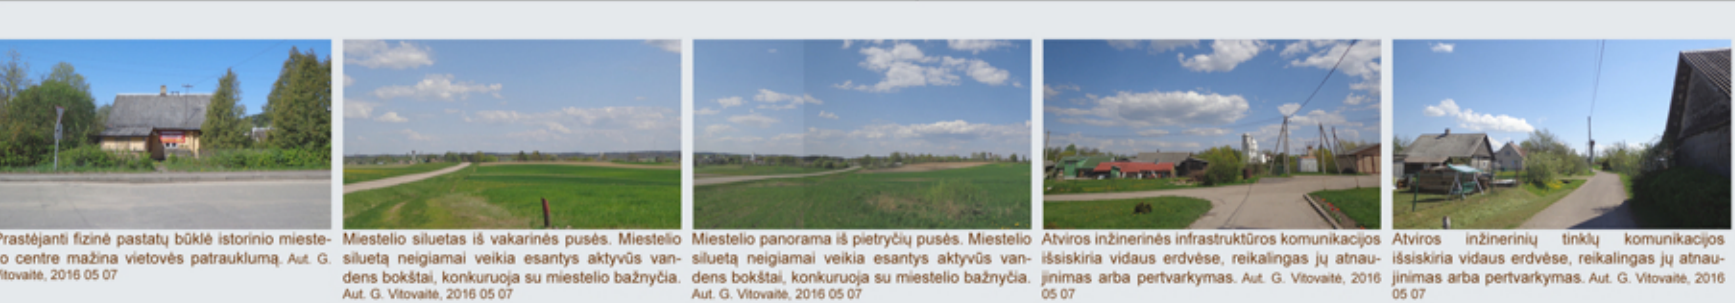 Prastėjanti fizinė pastatų būklė istorinio mieste-
o centre mažina vietovės patrauklumą. Aut. G.
itovaitė, 2016 05 07
Miestelio siluetas iš vakarinės pusės. Miestelio
siluetą neigiamai veikia esantys aktyvūs van-
dens bokštai, konkuruoja su miestelio bažnyčia.
Aut. G. Vitovaitė, 2016 05 07
Miestelio panorama iš pietryčių pusės. Miestelio
siluetą neigiamai veikia esantys aktyvūs van-
dens bokštai, konkuruoja su miestelio bažnyčia.
Aut. G. Vitovaitė, 2016 05 07
Atviros inžinerinės infrastruktūros komunikacijos
išsiskiria vidaus erdvėse, reikalingas jų atnau-
jinimas arba pertvarkymas. Aut. G. Vitovaitė, 2016
05 07
Atviros inžinerinių tinklų komunikacijos
išsiskiria vidaus erdvėse, reikalingas jų atnau-
jinimas arba pertvarkymas. Aut. G. Vitovaitė, 2016
05 07